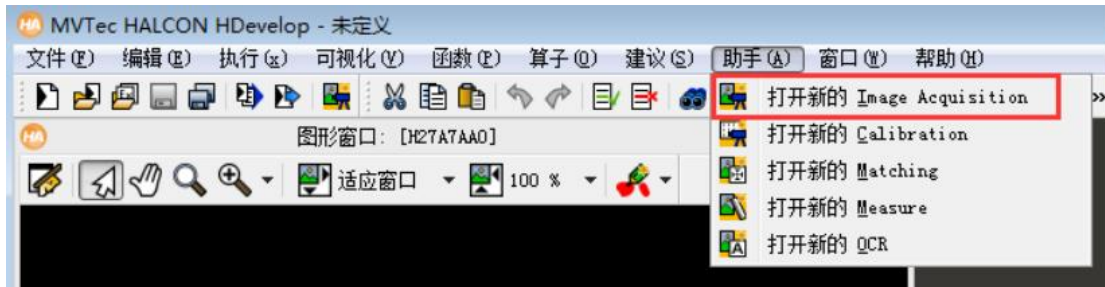 MVTec HALCON HDevelop - 未定义
文件(F) 编辑(E) 执行(x) 可视化(V) 函数(P) 算子(O) 建议(S) 助手(A) 窗口(W) 帮助(H)
打开新的 Image Acquisition
图形窗口: [H27A7AA0]
打开新的 Calibration
适应窗口 100 %
打开新的 Matching
打开新的 Measure
打开新的 OCR